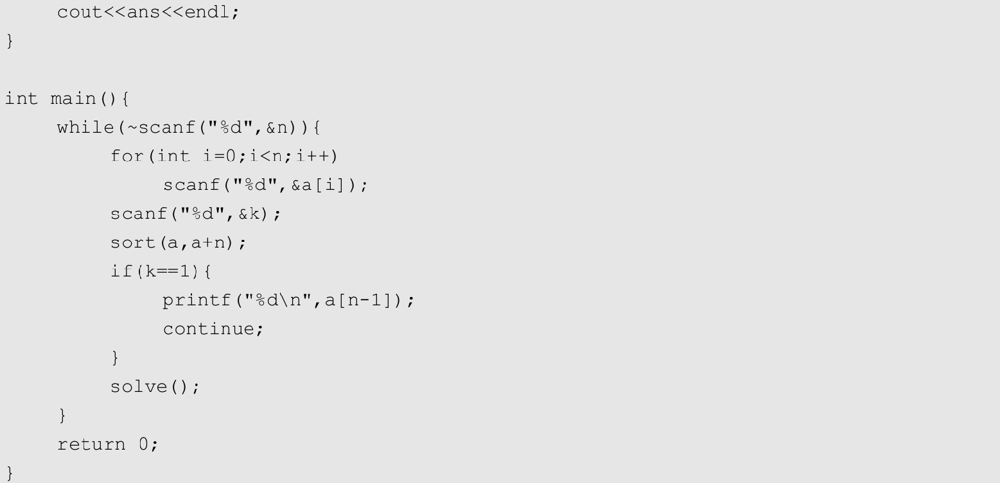 cout<<ans<<endl;
}
int main(){
while(~scanf("%d",&n)){
for(int i=0;i<n;i++)
scanf("%d",&a[i]);
scanf("%d",&k);
sort(a,a+n);
if(k==1){
printf("%d\n",a[n-1]);
continue;
}
solve();
}
return 0;
}